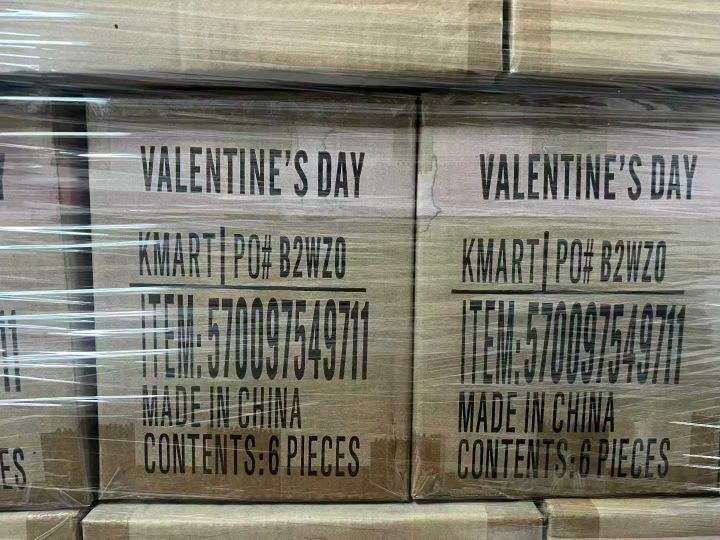 VALENTINE'S DAY
KMART | PO# B2WZ0
ITEM:570097549711
MADE IN CHINA
CONTENTS:6 PIECES
VALENTINE'S DAY
KMART | PO# B2WZ0
ITEM:570097549711
MADE IN CHINA
CONTENTS:6 PIECES